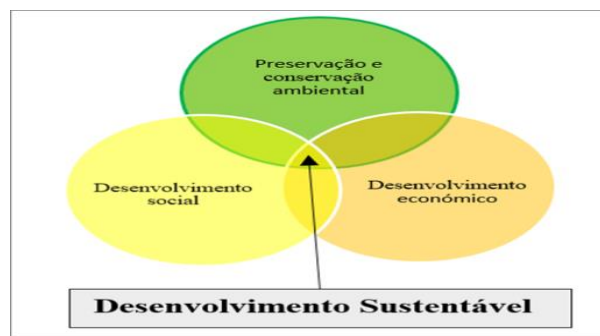 Preservação e
conservação
ambiental
Desenvolvimento
social
Desenvolvimento
económico
Desenvolvimento Sustentável